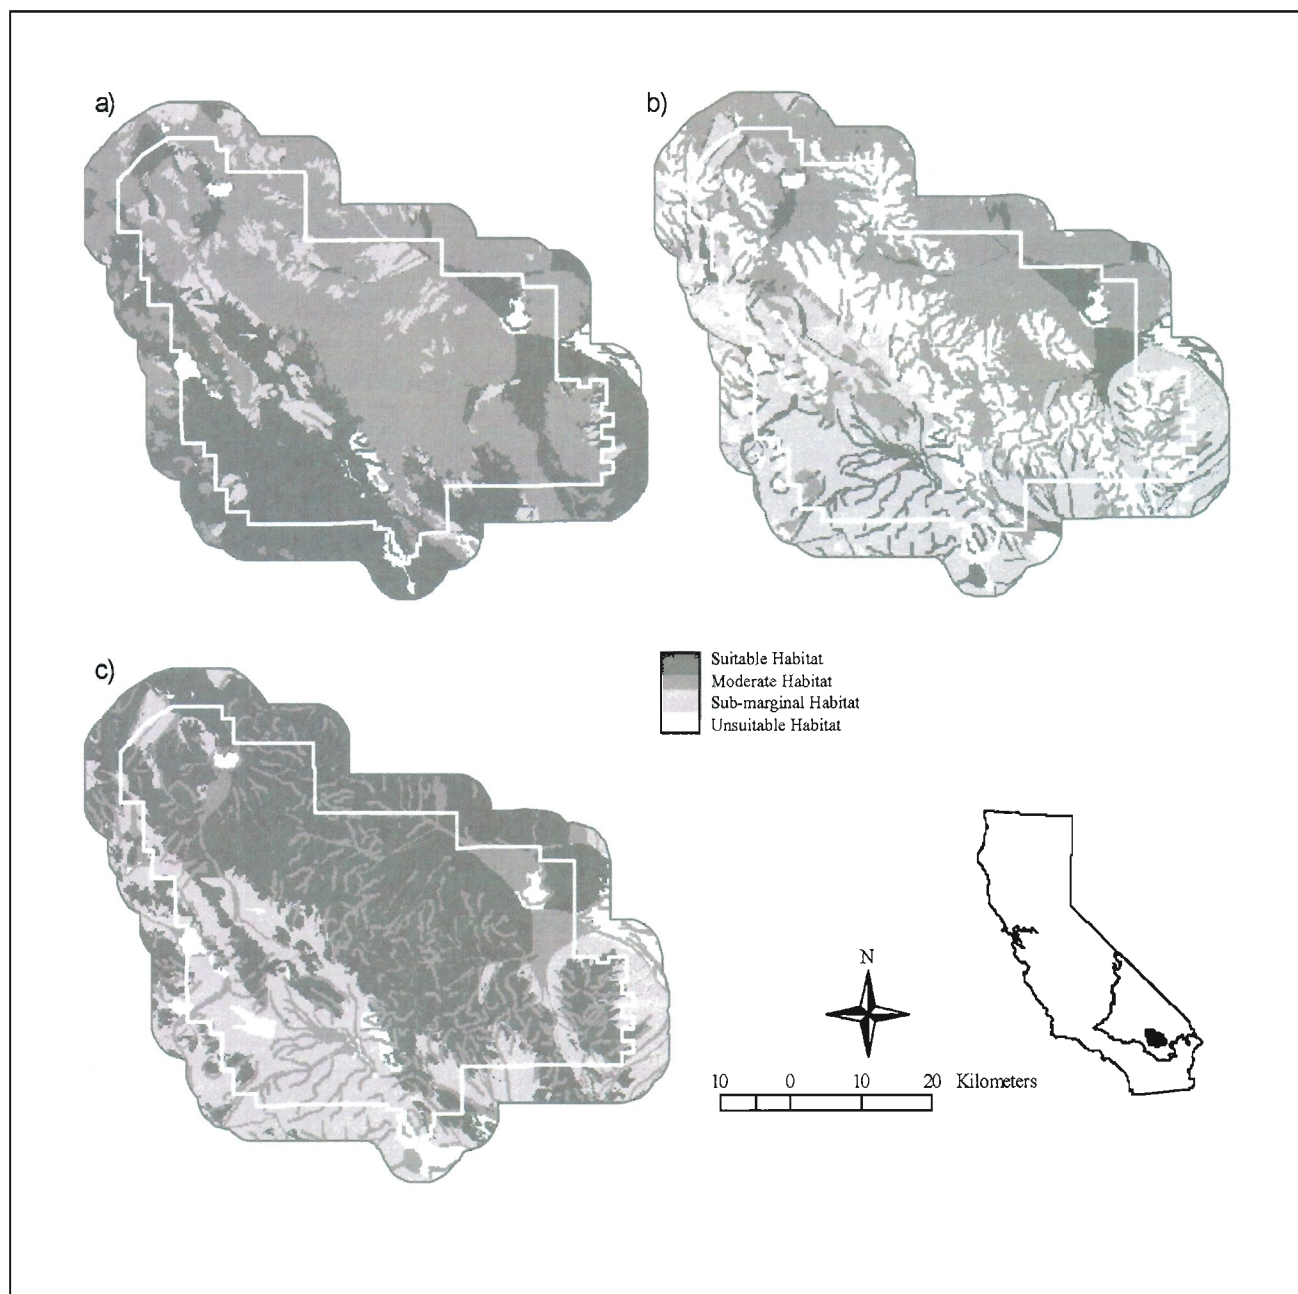 a)
b)
c)
Suitable Habitat
Moderate Habitat
Sub-marginal Habitat
Unsuitable Habitat
N
10 0 10 20 Kilometers